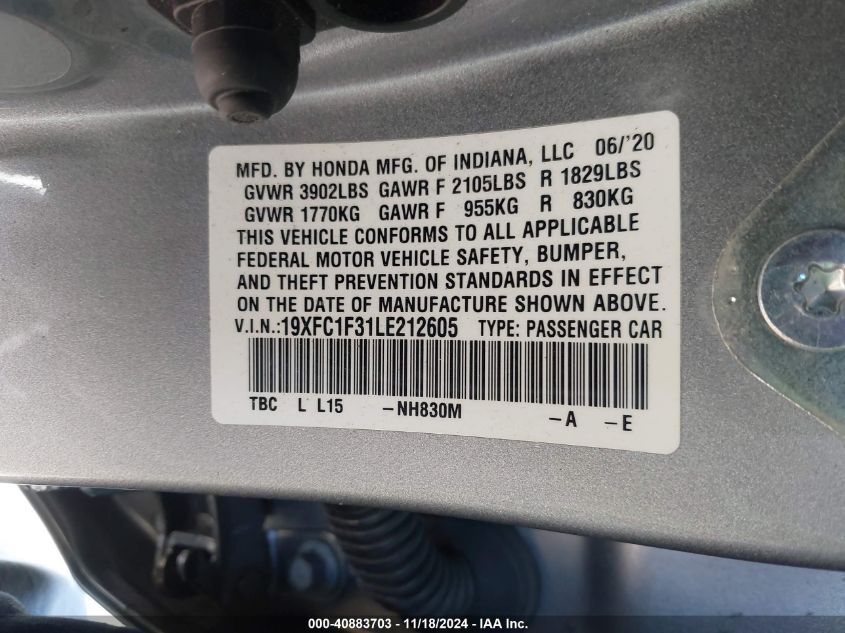 MFD. BY HONDA MFG. OF INDIANA, LLC 06/'20
GVWR 3902LBS GAWR F 2105LBS R 1829LBS
GVWR 1770KG GAWR F 955KG R 830KG
THIS VEHICLE CONFORMS TO ALL APPLICABLE
FEDERAL MOTOR VEHICLE SAFETY, BUMPER,
AND THEFT PREVENTION STANDARDS IN EFFECT
ON THE DATE OF MANUFACTURE SHOWN ABOVE.
V.I.N.:19XFC1F31LE212605 TYPE: PASSENGER CAR
TBC L L15 -NH830M -A -E
000-40883703 - 11/18/2024 - IAA Inc.